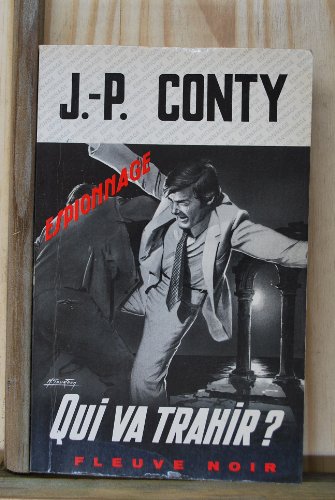 J.-P. CONTY
ESPIONNAGE
QUI VA TRAHIR ?
FLEUVE NOIR